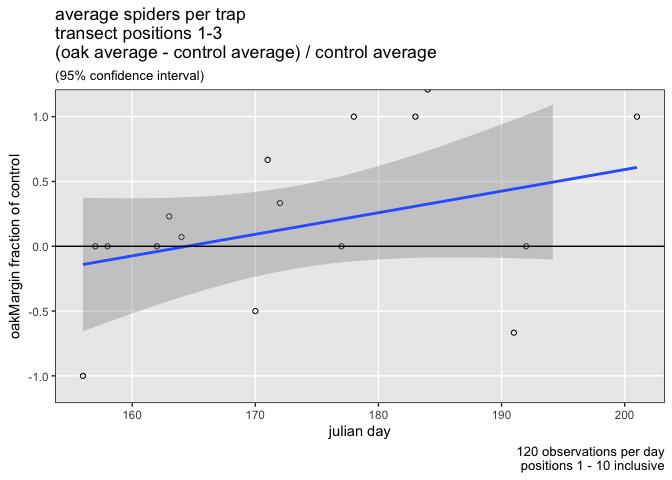 average spiders per trap
transect positions 1-3
(oak average - control average) / control average
(95% confidence interval)
oakMargin fraction of control
1.0
0.5
0.0
-0.5
-1.0
160 170 180 190 200
julian day
120 observations per day
positions 1 - 10 inclusive